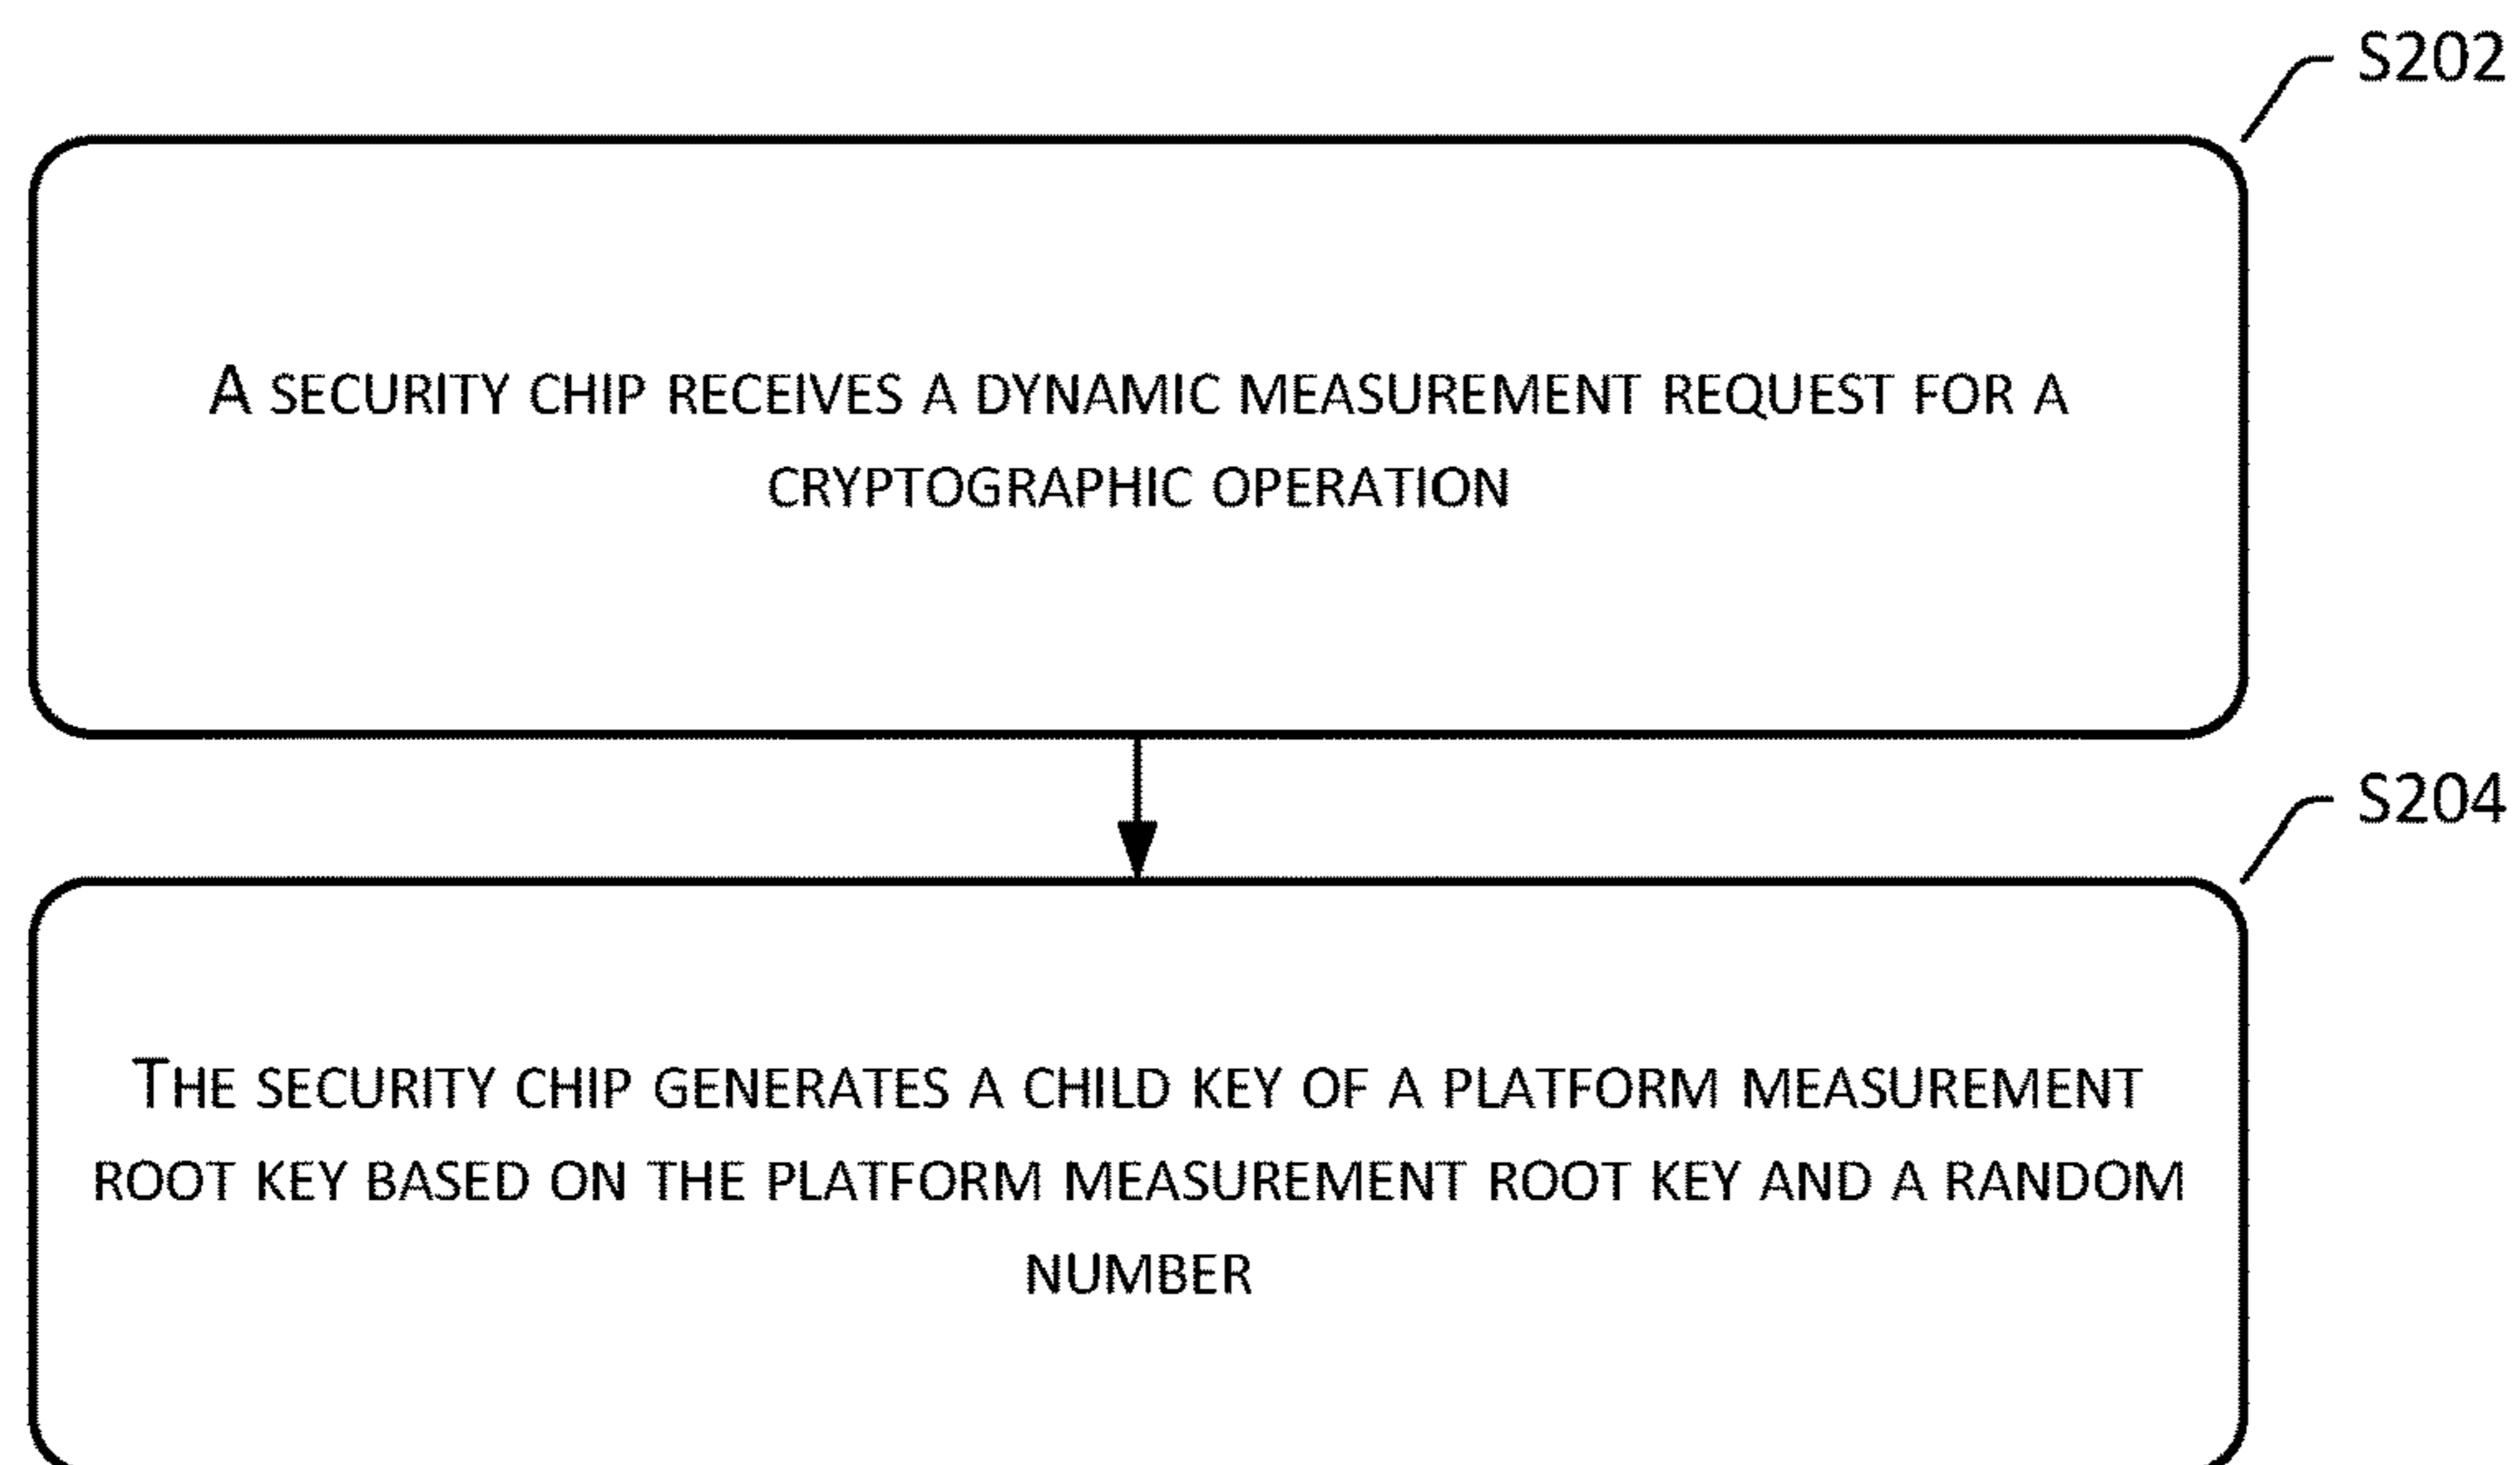 S202
A SECURITY CHIP RECEIVES A DYNAMIC MEASUREMENT REQUEST FOR A
CRYPTOGRAPHIC OPERATION
S204
THE SECURITY CHIP GENERATES A CHILD KEY OF A PLATFORM MEASUREMENT
ROOT KEY BASED ON THE PLATFORM MEASUREMENT ROOT KEY AND A RANDOM
NUMBER